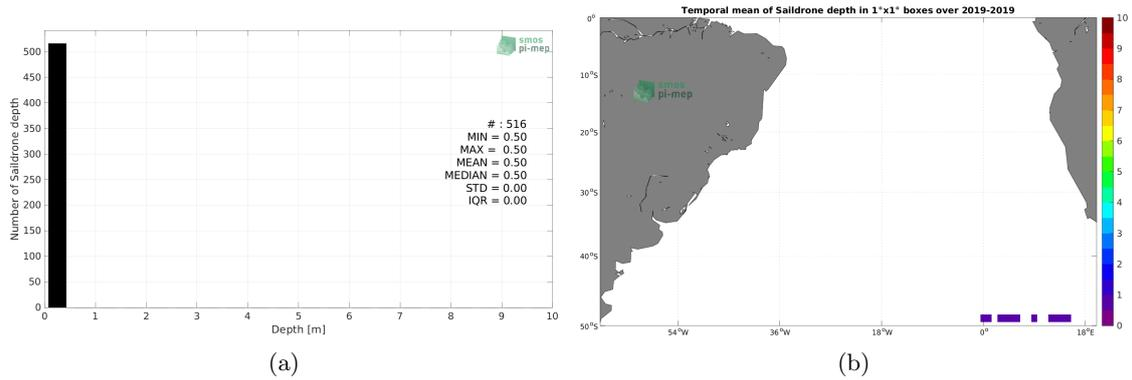 Temporal mean of Saildrone depth in 1°x1° boxes over 2019-2019
smos
pi-mep
Number of Saildrone depth
500
450
400
350
300
250
200
150
100
50
0
# : 516
MIN = 0.50
MAX = 0.50
MEAN = 0.50
MEDIAN = 0.50
STD = 0.00
IQR = 0.00
0 1 2 3 4 5 6 7 8 9 10
Depth [m]
(a)
0°
10°S
20°S
30°S
40°S
50°S
smos
pi-mep
54°W 36°W 18°W 0° 18°E
10
9
8
7
6
5
4
3
2
1
0
(b)